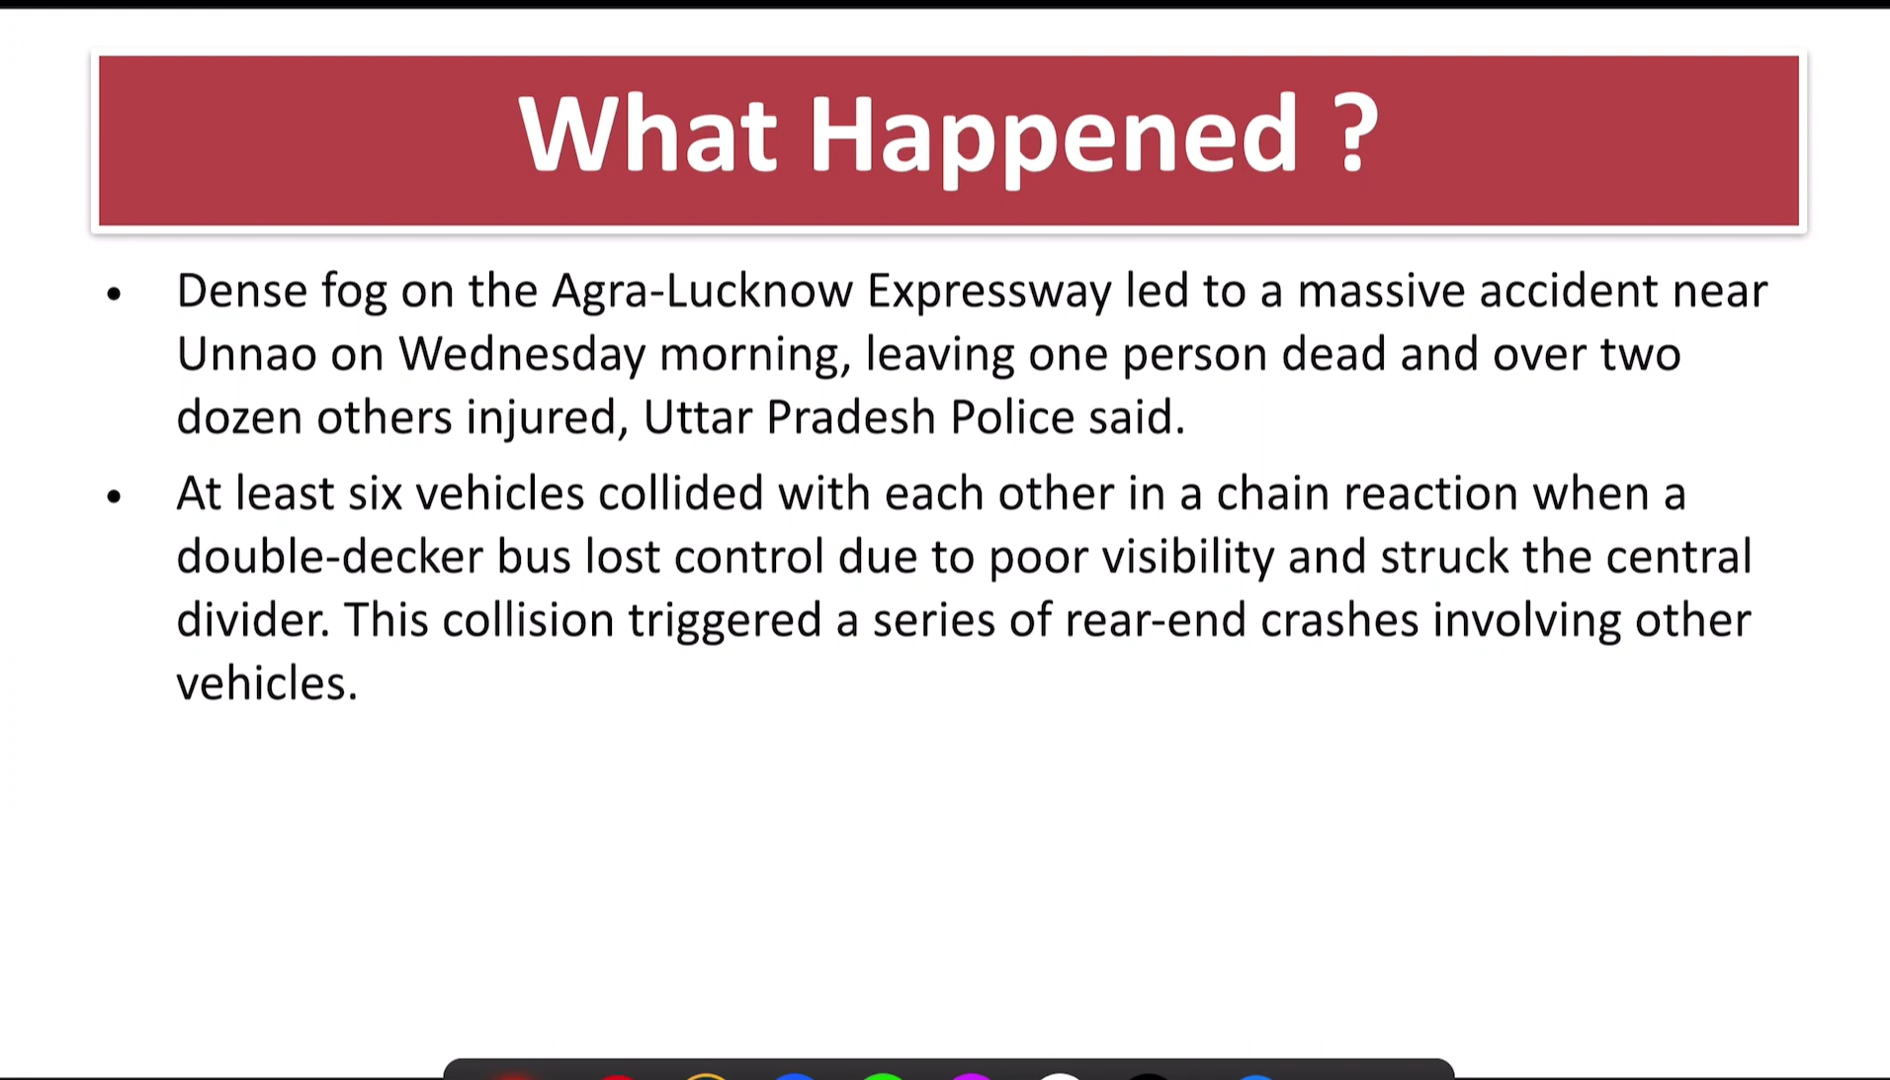 What Happened ?
• Dense fog on the Agra-Lucknow Expressway led to a massive accident near
Unnao on Wednesday morning, leaving one person dead and over two
dozen others injured, Uttar Pradesh Police said.
• At least six vehicles collided with each other in a chain reaction when a
double-decker bus lost control due to poor visibility and struck the central
divider. This collision triggered a series of rear-end crashes involving other
vehicles.